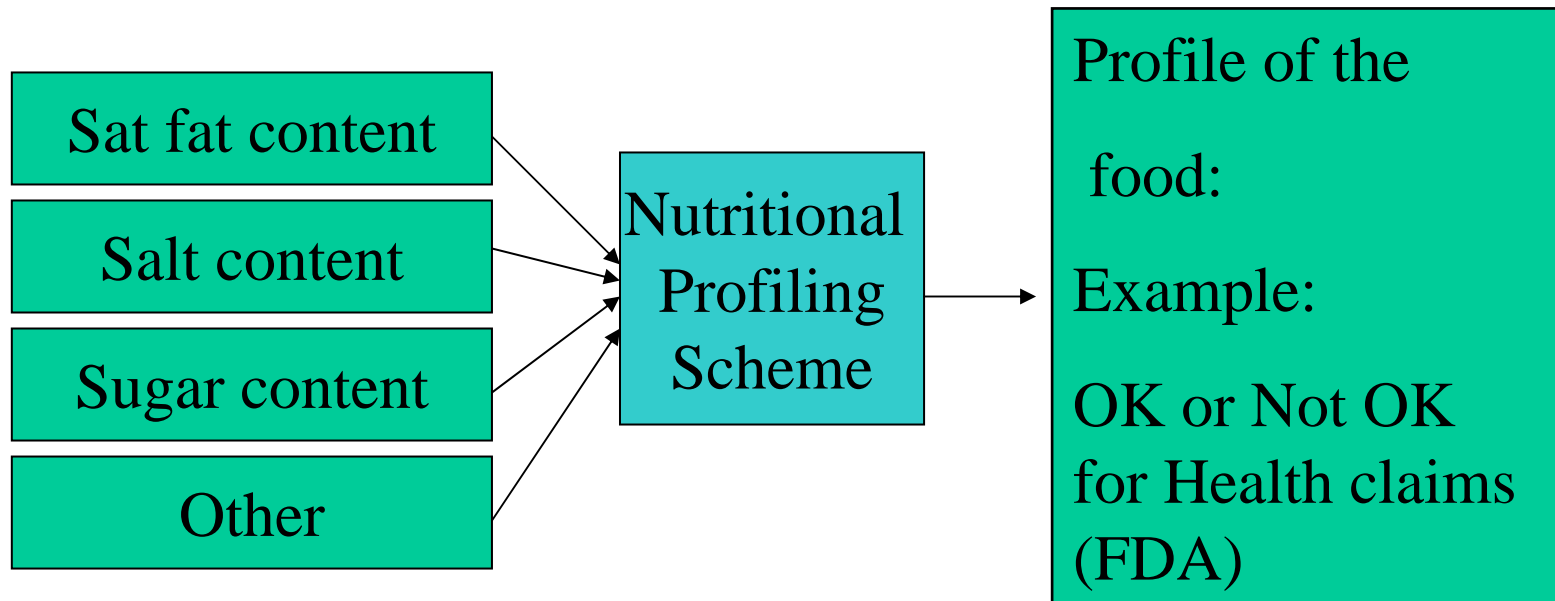 Sat fat content
Salt content
Sugar content
Other
Nutritional
Profiling
Scheme
Profile of the
food:
Example:
OK or Not OK
for Health claims
(FDA)